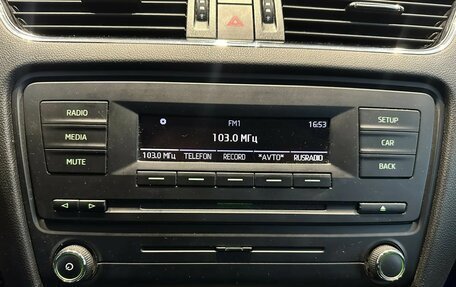 RADIO
FM1 16:53
SETUP
MEDIA
103.0 МГц
CAR
MUTE
103.0 МГц TELEFON RECORD "AVTO" RUSRADIO
BACK